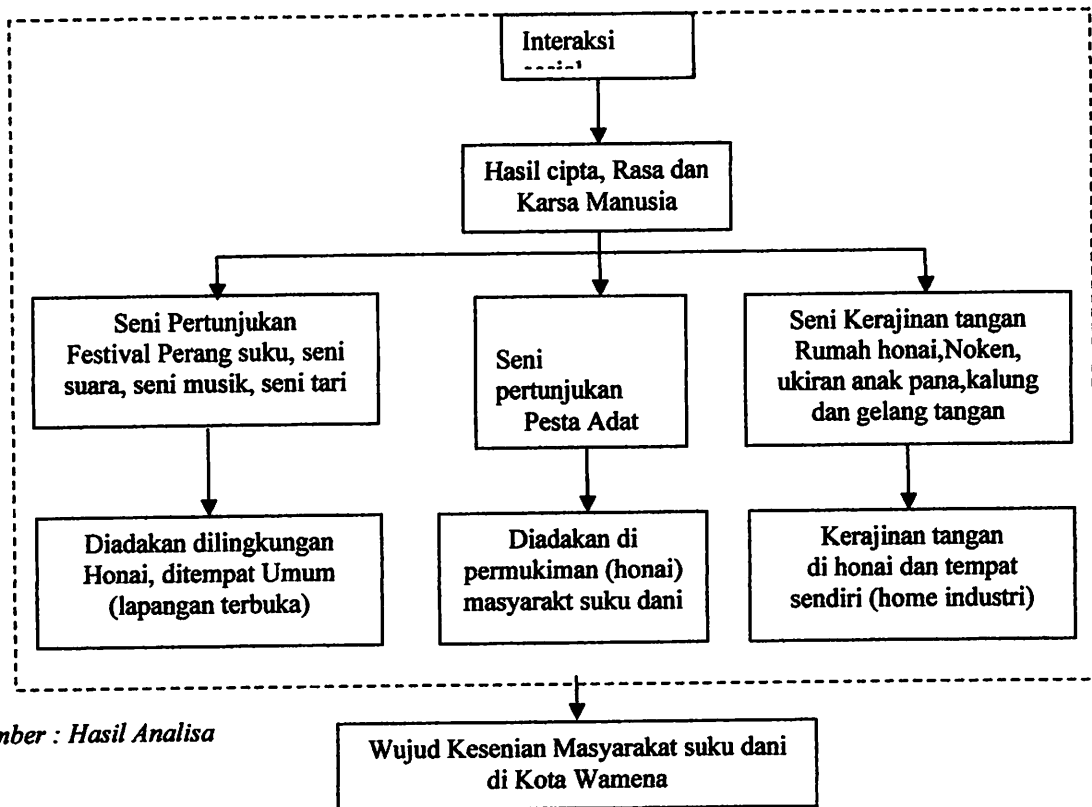 Interaksi
Hasil cipta, Rasa dan
Karsa Manusia
Seni Pertunjukan
Festival Perang suku, seni
suara, seni musik, seni tari
Seni
pertunjukan
Pesta Adat
Seni Kerajinan tangan
Rumah honai,Noken,
ukiran anak pana,kalung
dan gelang tangan
Diadakan dilingkungan
Honai, ditempat Umum
(lapangan terbuka)
Diadakan di
permukiman (honai)
masyarakt suku dani
Kerajinan tangan
di honai dan tempat
sendiri (home industri)
mber : Hasil Analisa
Wujud Kesenian Masyarakat suku dani
di Kota Wamena